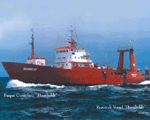 Buque Científico "Humboldt"
Research Vessel "Humboldt"